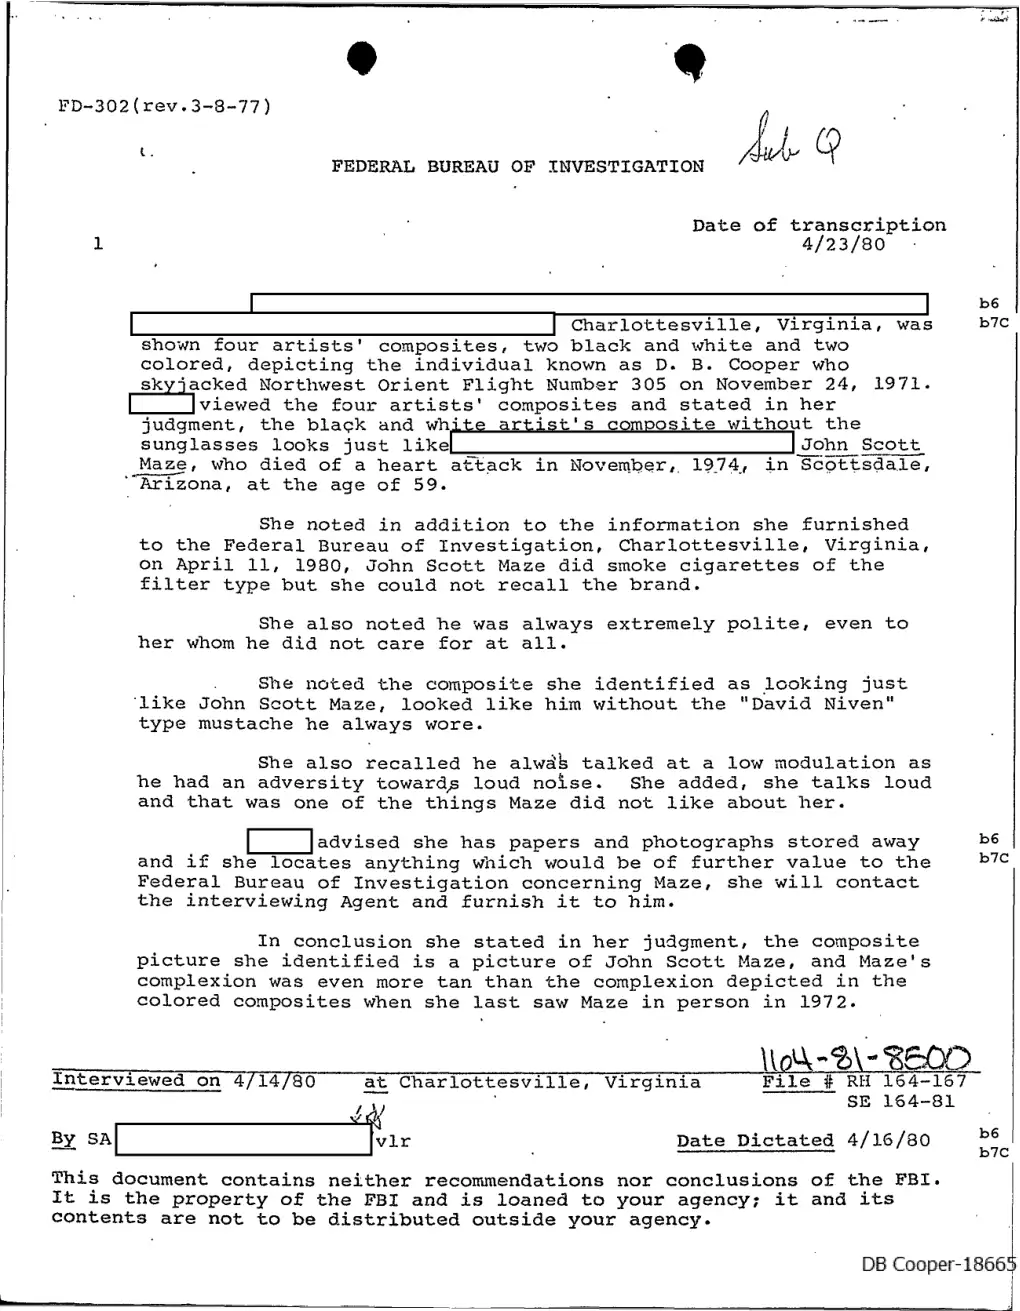 FD-302(rev.3-8-77)
Sub Q
FEDERAL BUREAU OF INVESTIGATION
Date of transcription
1
4/23/80
b6
Charlottesville, Virginia, was
b7C
shown four artists' composites, two black and white and two
colored, depicting the individual known as D. B. Cooper who
skyjacked Northwest Orient Flight Number 305 on November 24, 1971.
viewed the four artists' composites and stated in her
judgment, the black and white artist's composite without the
sunglasses looks just like John Scott
Maze, who died of a heart attack in November, 1974, in Scottsdale,
Arizona, at the age of 59.
She noted in addition to the information she furnished
to the Federal Bureau of Investigation, Charlottesville, Virginia,
on April 11, 1980, John Scott Maze did smoke cigarettes of the
filter type but she could not recall the brand.
She also noted he was always extremely polite, even to
her whom he did not care for at all.
She noted the composite she identified as looking just
like John Scott Maze, looked like him without the "David Niven"
type mustache he always wore.
She also recalled he talked at a low modulation as
he had an adversity towards loud noise. She added, she talks loud
and that was one of the things Maze did not like about her.
advised she has papers and photographs stored away
b6
and if she locates anything which would be of further value to the
b7C
Federal Bureau of Investigation concerning Maze, she will contact
the interviewing Agent and furnish it to him.
In conclusion she stated in her judgment, the composite
picture she identified is a picture of John Scott Maze, and Maze's
complexion was even more tan than the complexion depicted in the
colored composites when she last saw Maze in person in 1972.
164-81-8500
Interviewed on 4/14/80 at Charlottesville, Virginia File # RH 164-167
SE 164-81
By SA vlr Date Dictated 4/16/80
b6
b7C
This document contains neither recommendations nor conclusions of the FBI.
It is the property of the FBI and is loaned to your agency; it and its
contents are not to be distributed outside your agency.
DB Cooper-18665